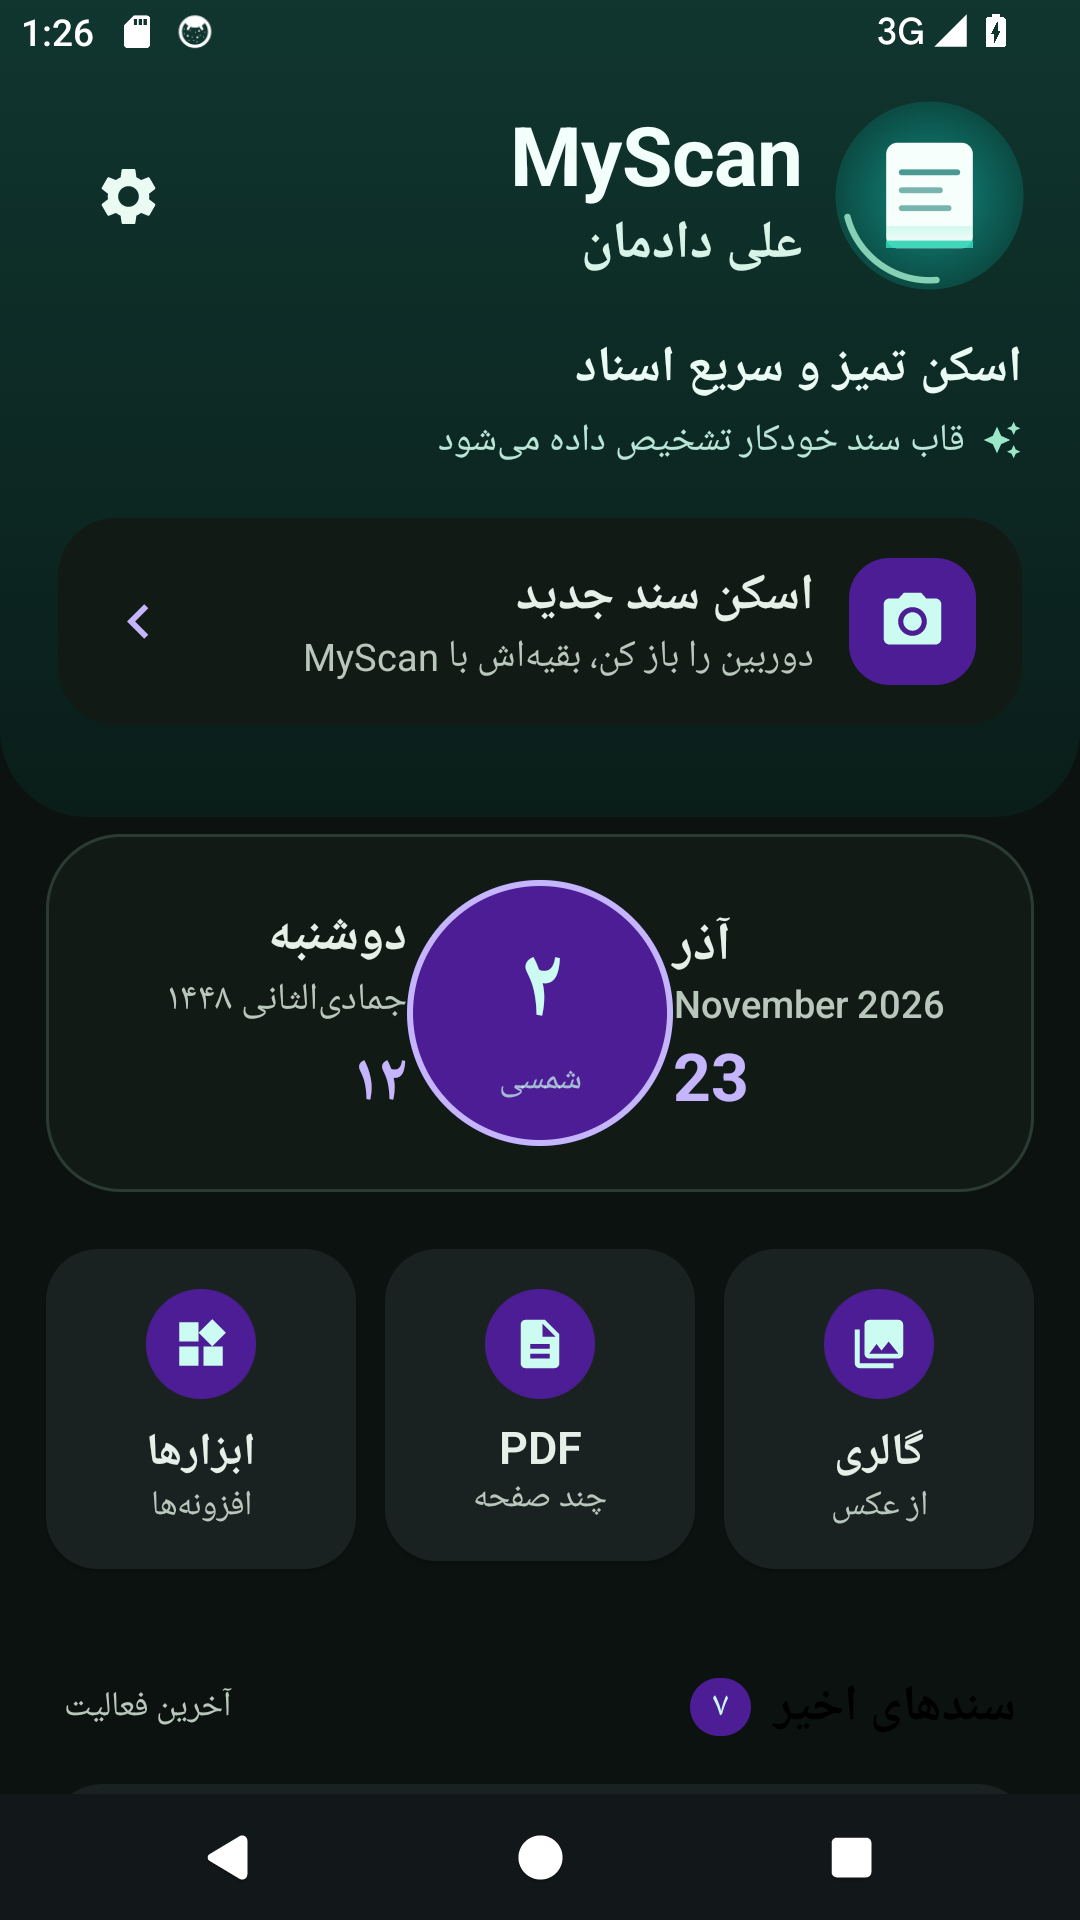 1:26
3G
MyScan
علی دادمان
اسکن تمیز و سریع اسناد
قاب سند خودکار تشخیص داده می‌شود
اسکن سند جدید
دوربین را باز کن، بقیه‌اش با MyScan
آذر
November 2026
23
۲
شمسی
دوشنبه
جمادی‌الثانی ۱۴۴۸
۱۲
گالری
از عکس
PDF
چند صفحه
ابزارها
افزونه‌ها
سندهای اخیر ۷
آخرین فعالیت